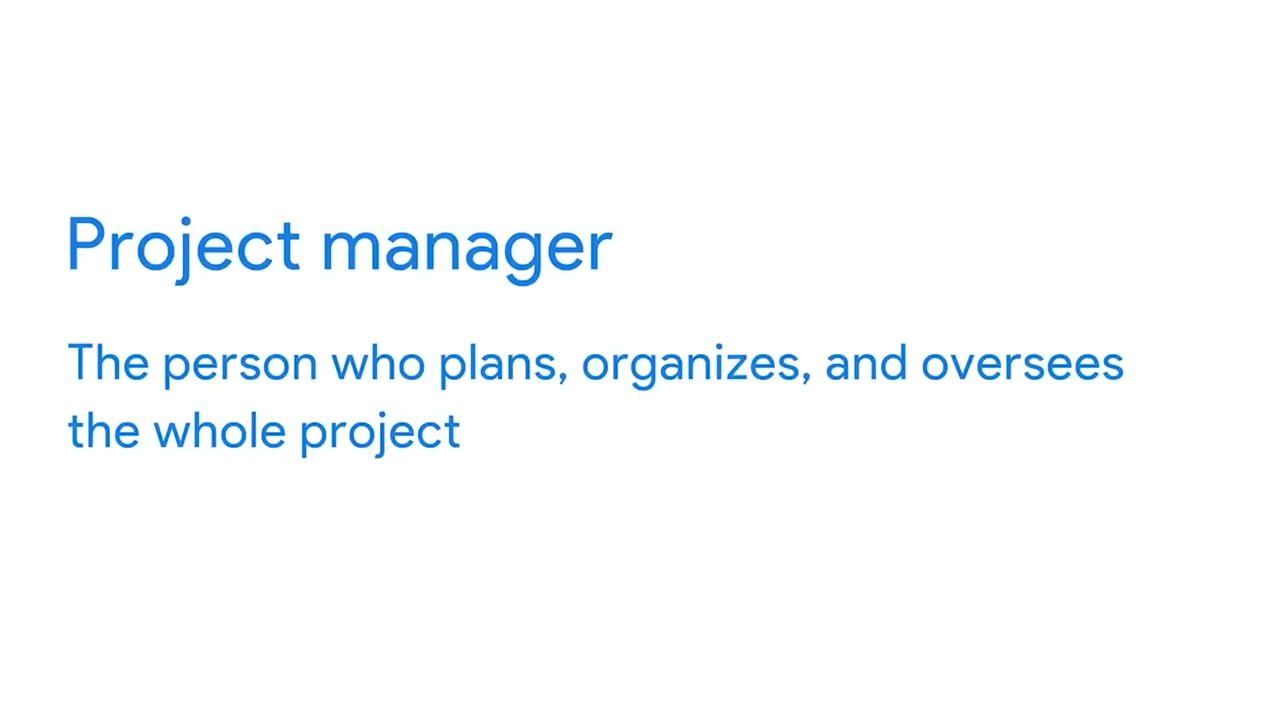 Project manager
The person who plans, organizes, and oversees
the whole project